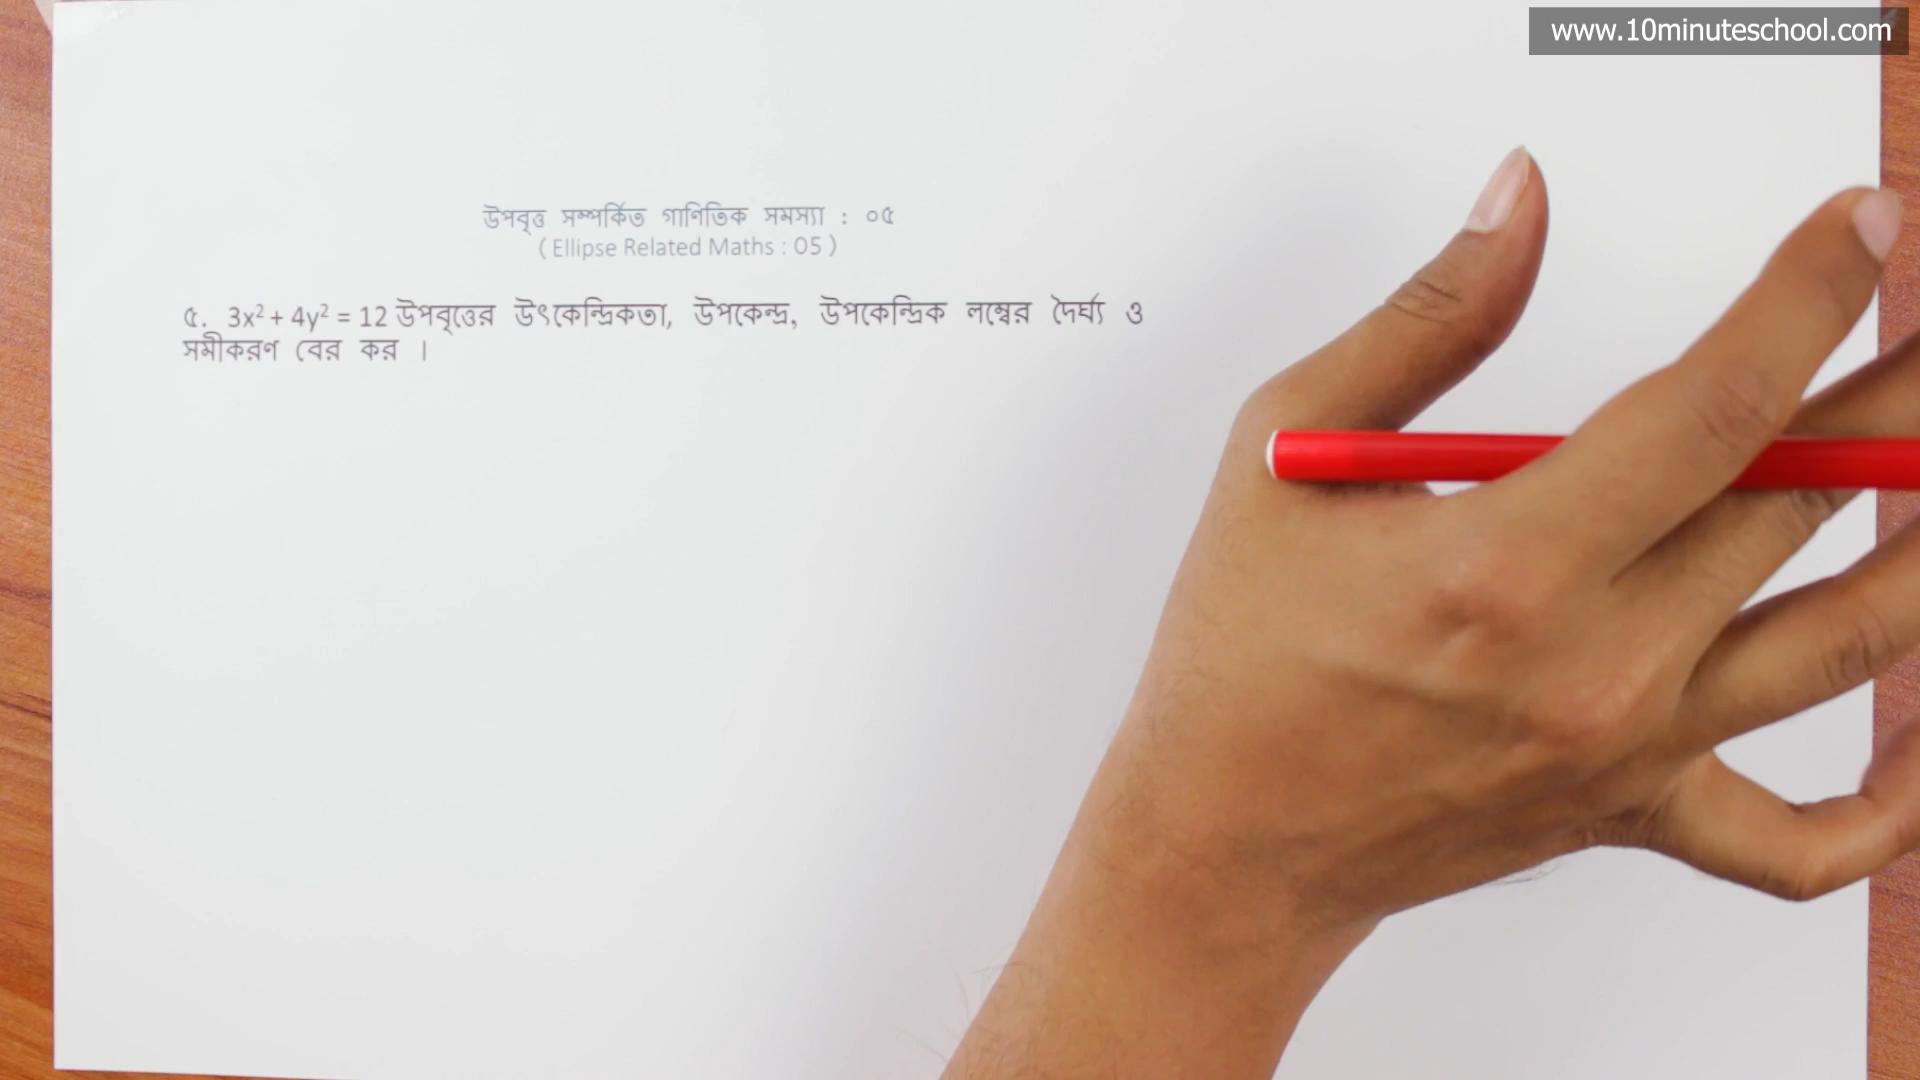 www.10minuteschool.com
উপবৃত্ত সম্পর্কিত গাণিতিক সমস্যা : ০৫
( Ellipse Related Maths : 05 )
৫. 3x² + 4y² = 12 উপবৃত্তের উৎকেন্দ্রিকতা, উপকেন্দ্র, উপকেন্দ্রিক লম্বের দৈর্ঘ্য ও
সমীকরণ বের কর ।